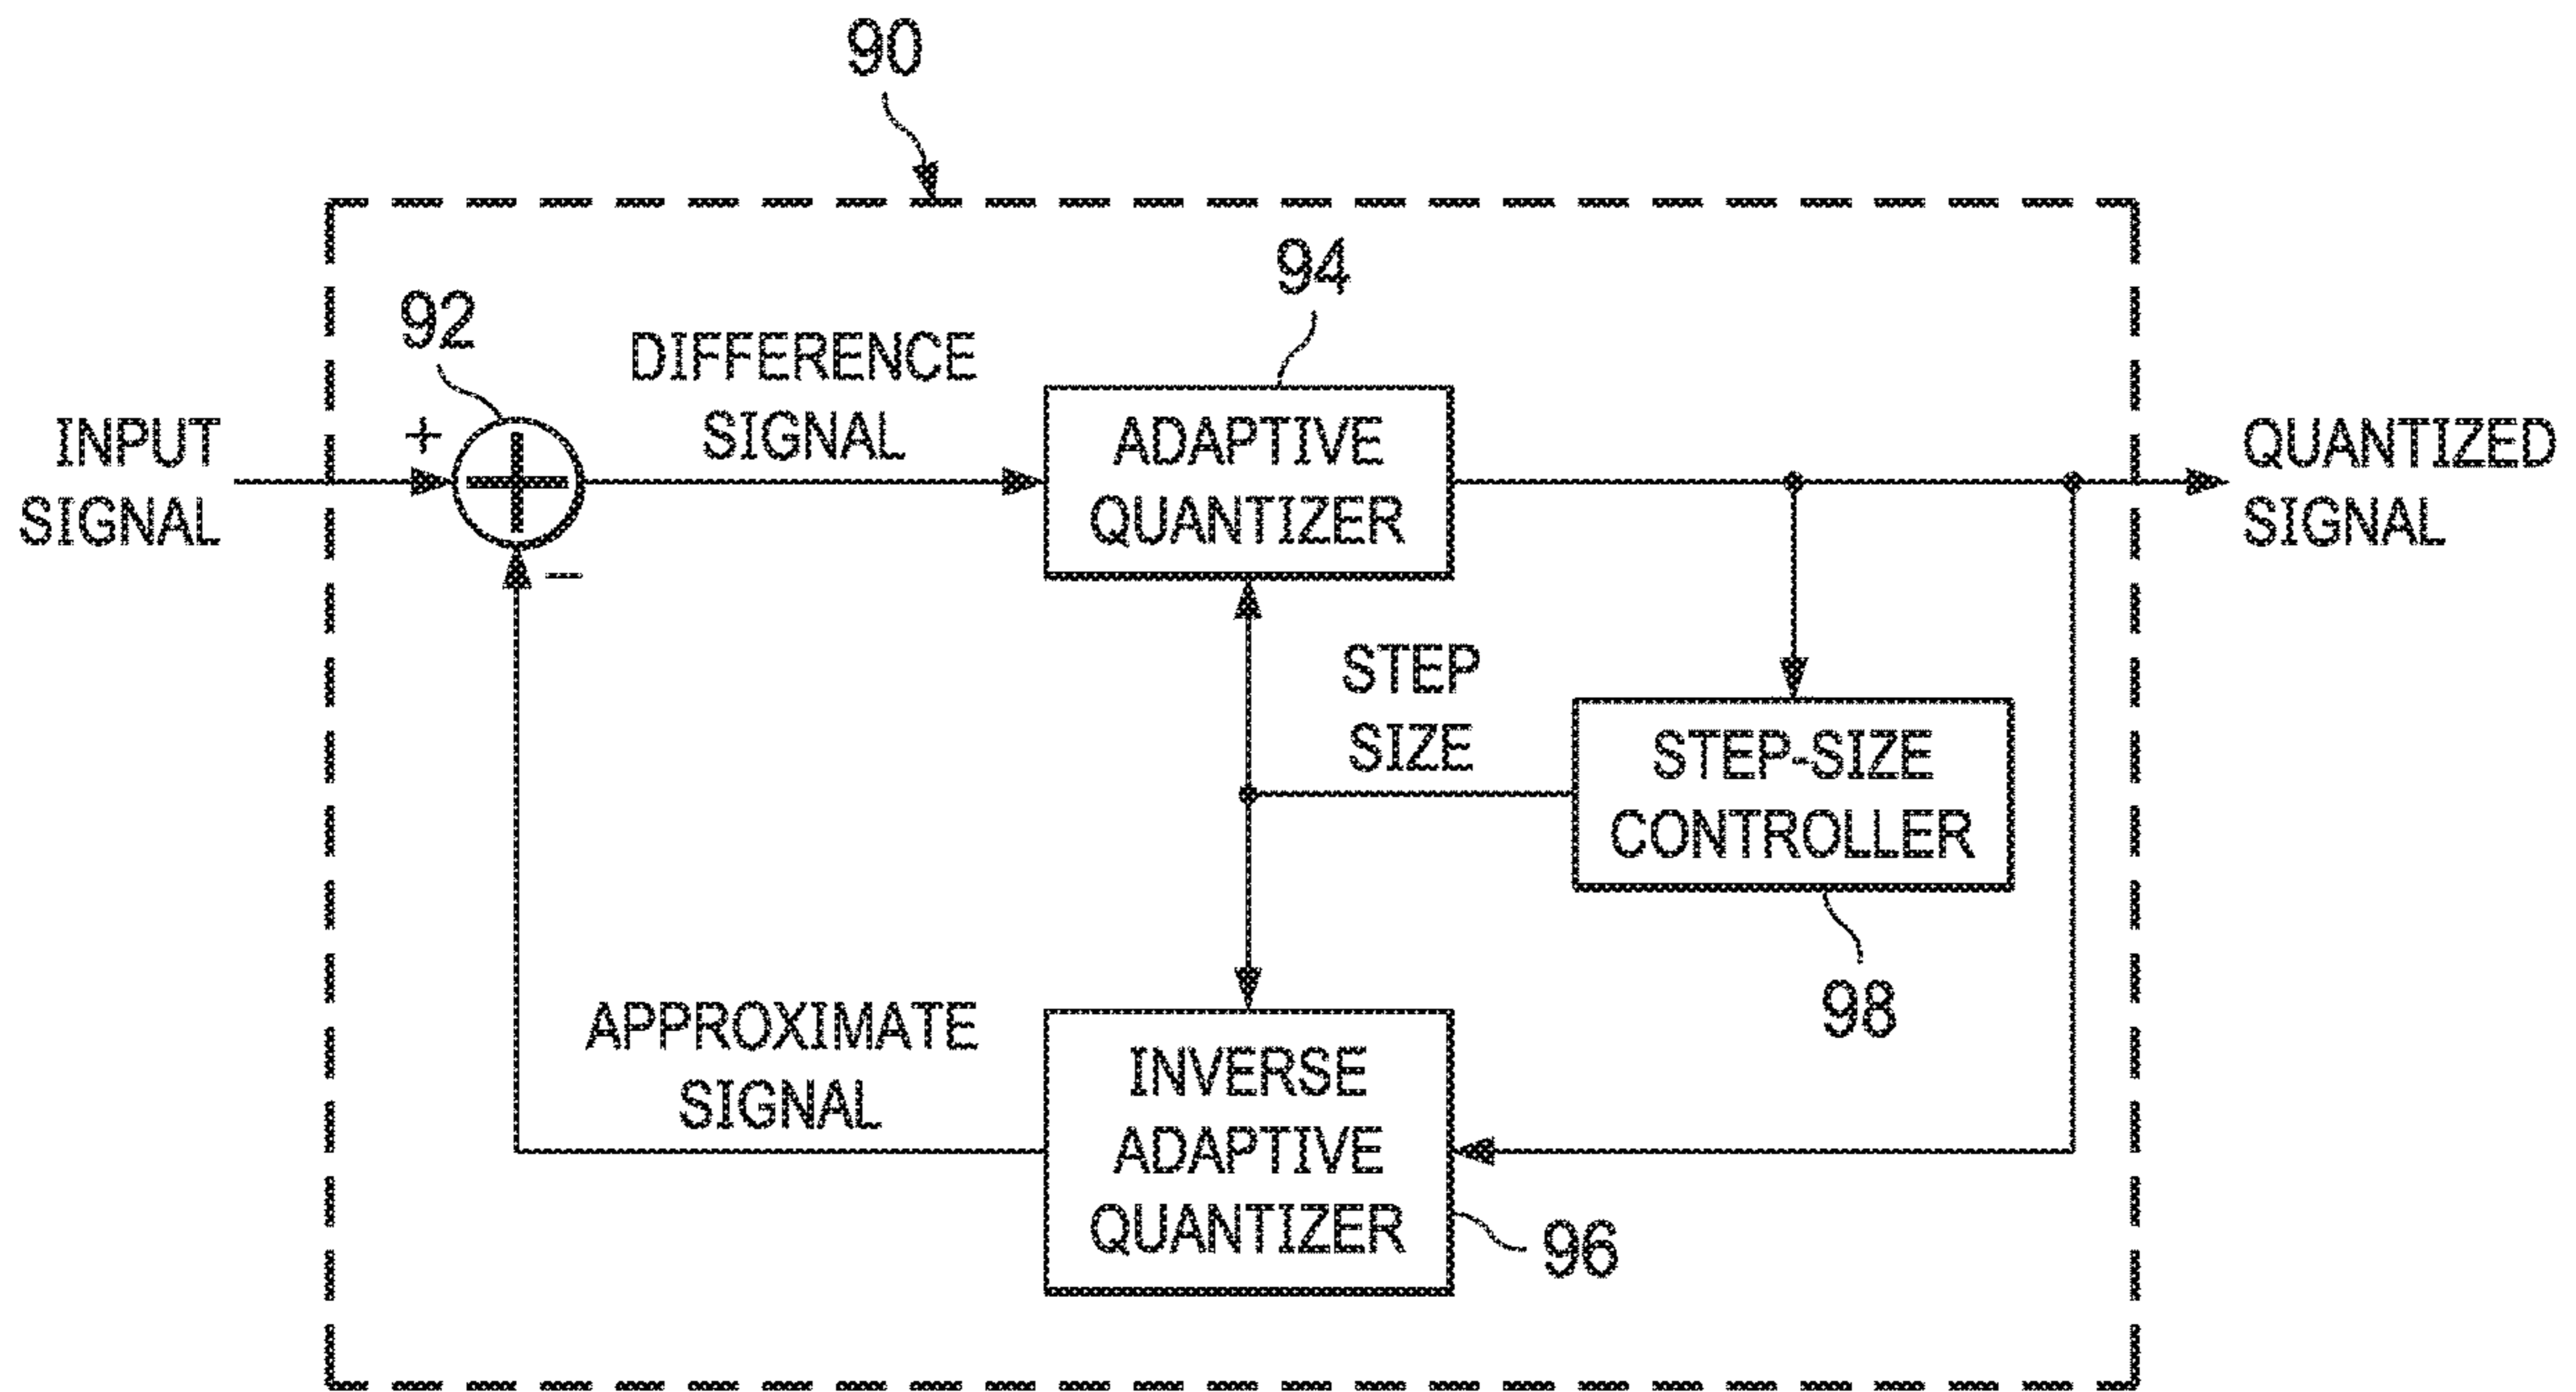 90
94
92
DIFFERENCE
SIGNAL
+
INPUT
SIGNAL
ADAPTIVE
QUANTIZER
QUANTIZED
SIGNAL
−
STEP
SIZE
STEP-SIZE
CONTROLLER
98
APPROXIMATE
SIGNAL
INVERSE
ADAPTIVE
QUANTIZER
96